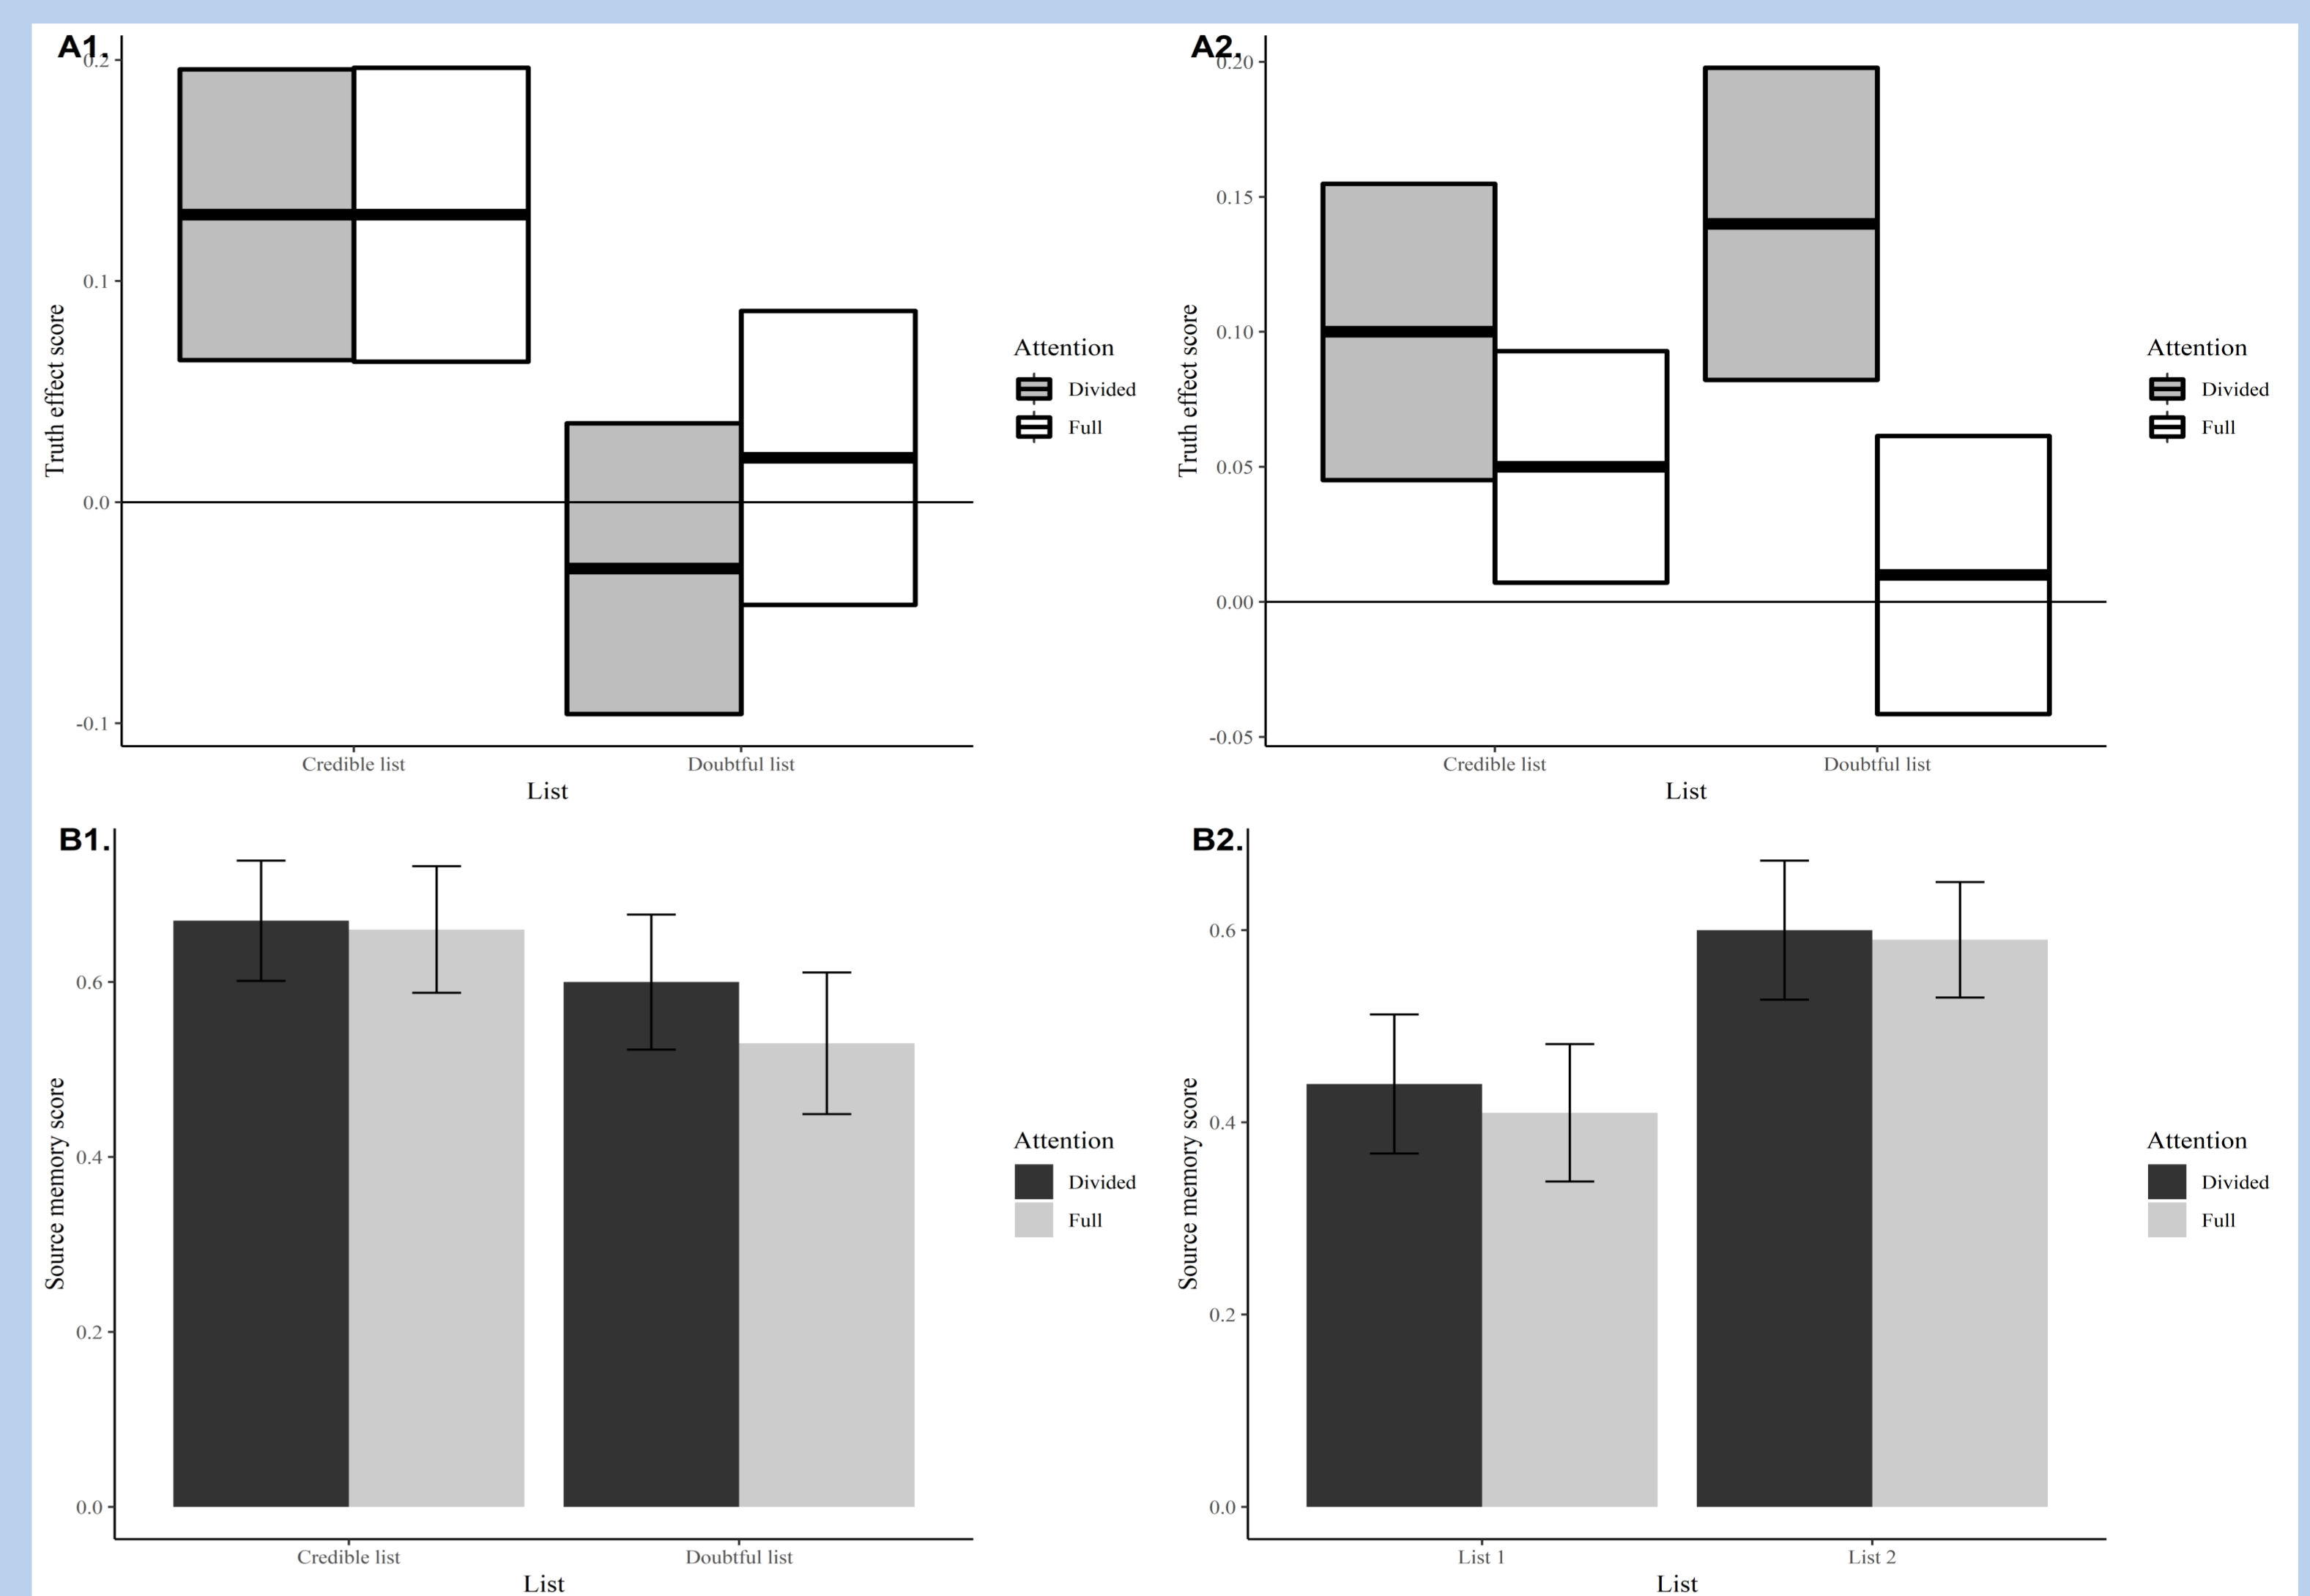 A1.
0.2
0.1
0.0
-0.1
Truth effect score
Credible list
Doubtful list
List
Attention
Divided
Full
A2.
0.20
0.15
0.10
0.05
0.00
-0.05
Truth effect score
Credible list
Doubtful list
List
Attention
Divided
Full
B1.
0.6
0.4
0.2
0.0
Source memory score
Credible list
Doubtful list
List
Attention
Divided
Full
B2.
0.6
0.4
0.2
0.0
Source memory score
List 1
List 2
List
Attention
Divided
Full